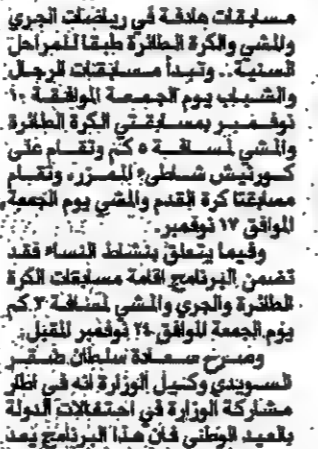 مسابقات هادفة في رياضات الجري
والمشي والكرة الطائرة طبقا للمراحل
السنية.. وتبدأ مسابقات الرجال
والشباب يوم الجمعة الموافقة ١٠
نوفمبر بمسابقتي الكرة الطائرة
والمشي لمسافة ٥ كم وتقام على
كورنيش شاطيء الممزر، وتقام
مسابقتا كرة القدم والمشي يوم الجمعة
الموافق ١٧ نوفمبر.
وفيما يتعلق بنشاط النساء فقد
تضمن البرنامج اقامة مسابقات الكرة
الطائرة والجري والمشي لمسافة ٣ كم
يوم الجمعة الموافق ٢٤ نوفمبر المقبل.
وصرح سعادة سلطان صقر
السويدي وكيل الوزارة انه في اطار
مشاركة الوزارة في احتفالات الدولة
بالعيد الوطني فان هذا البرنامج يعد